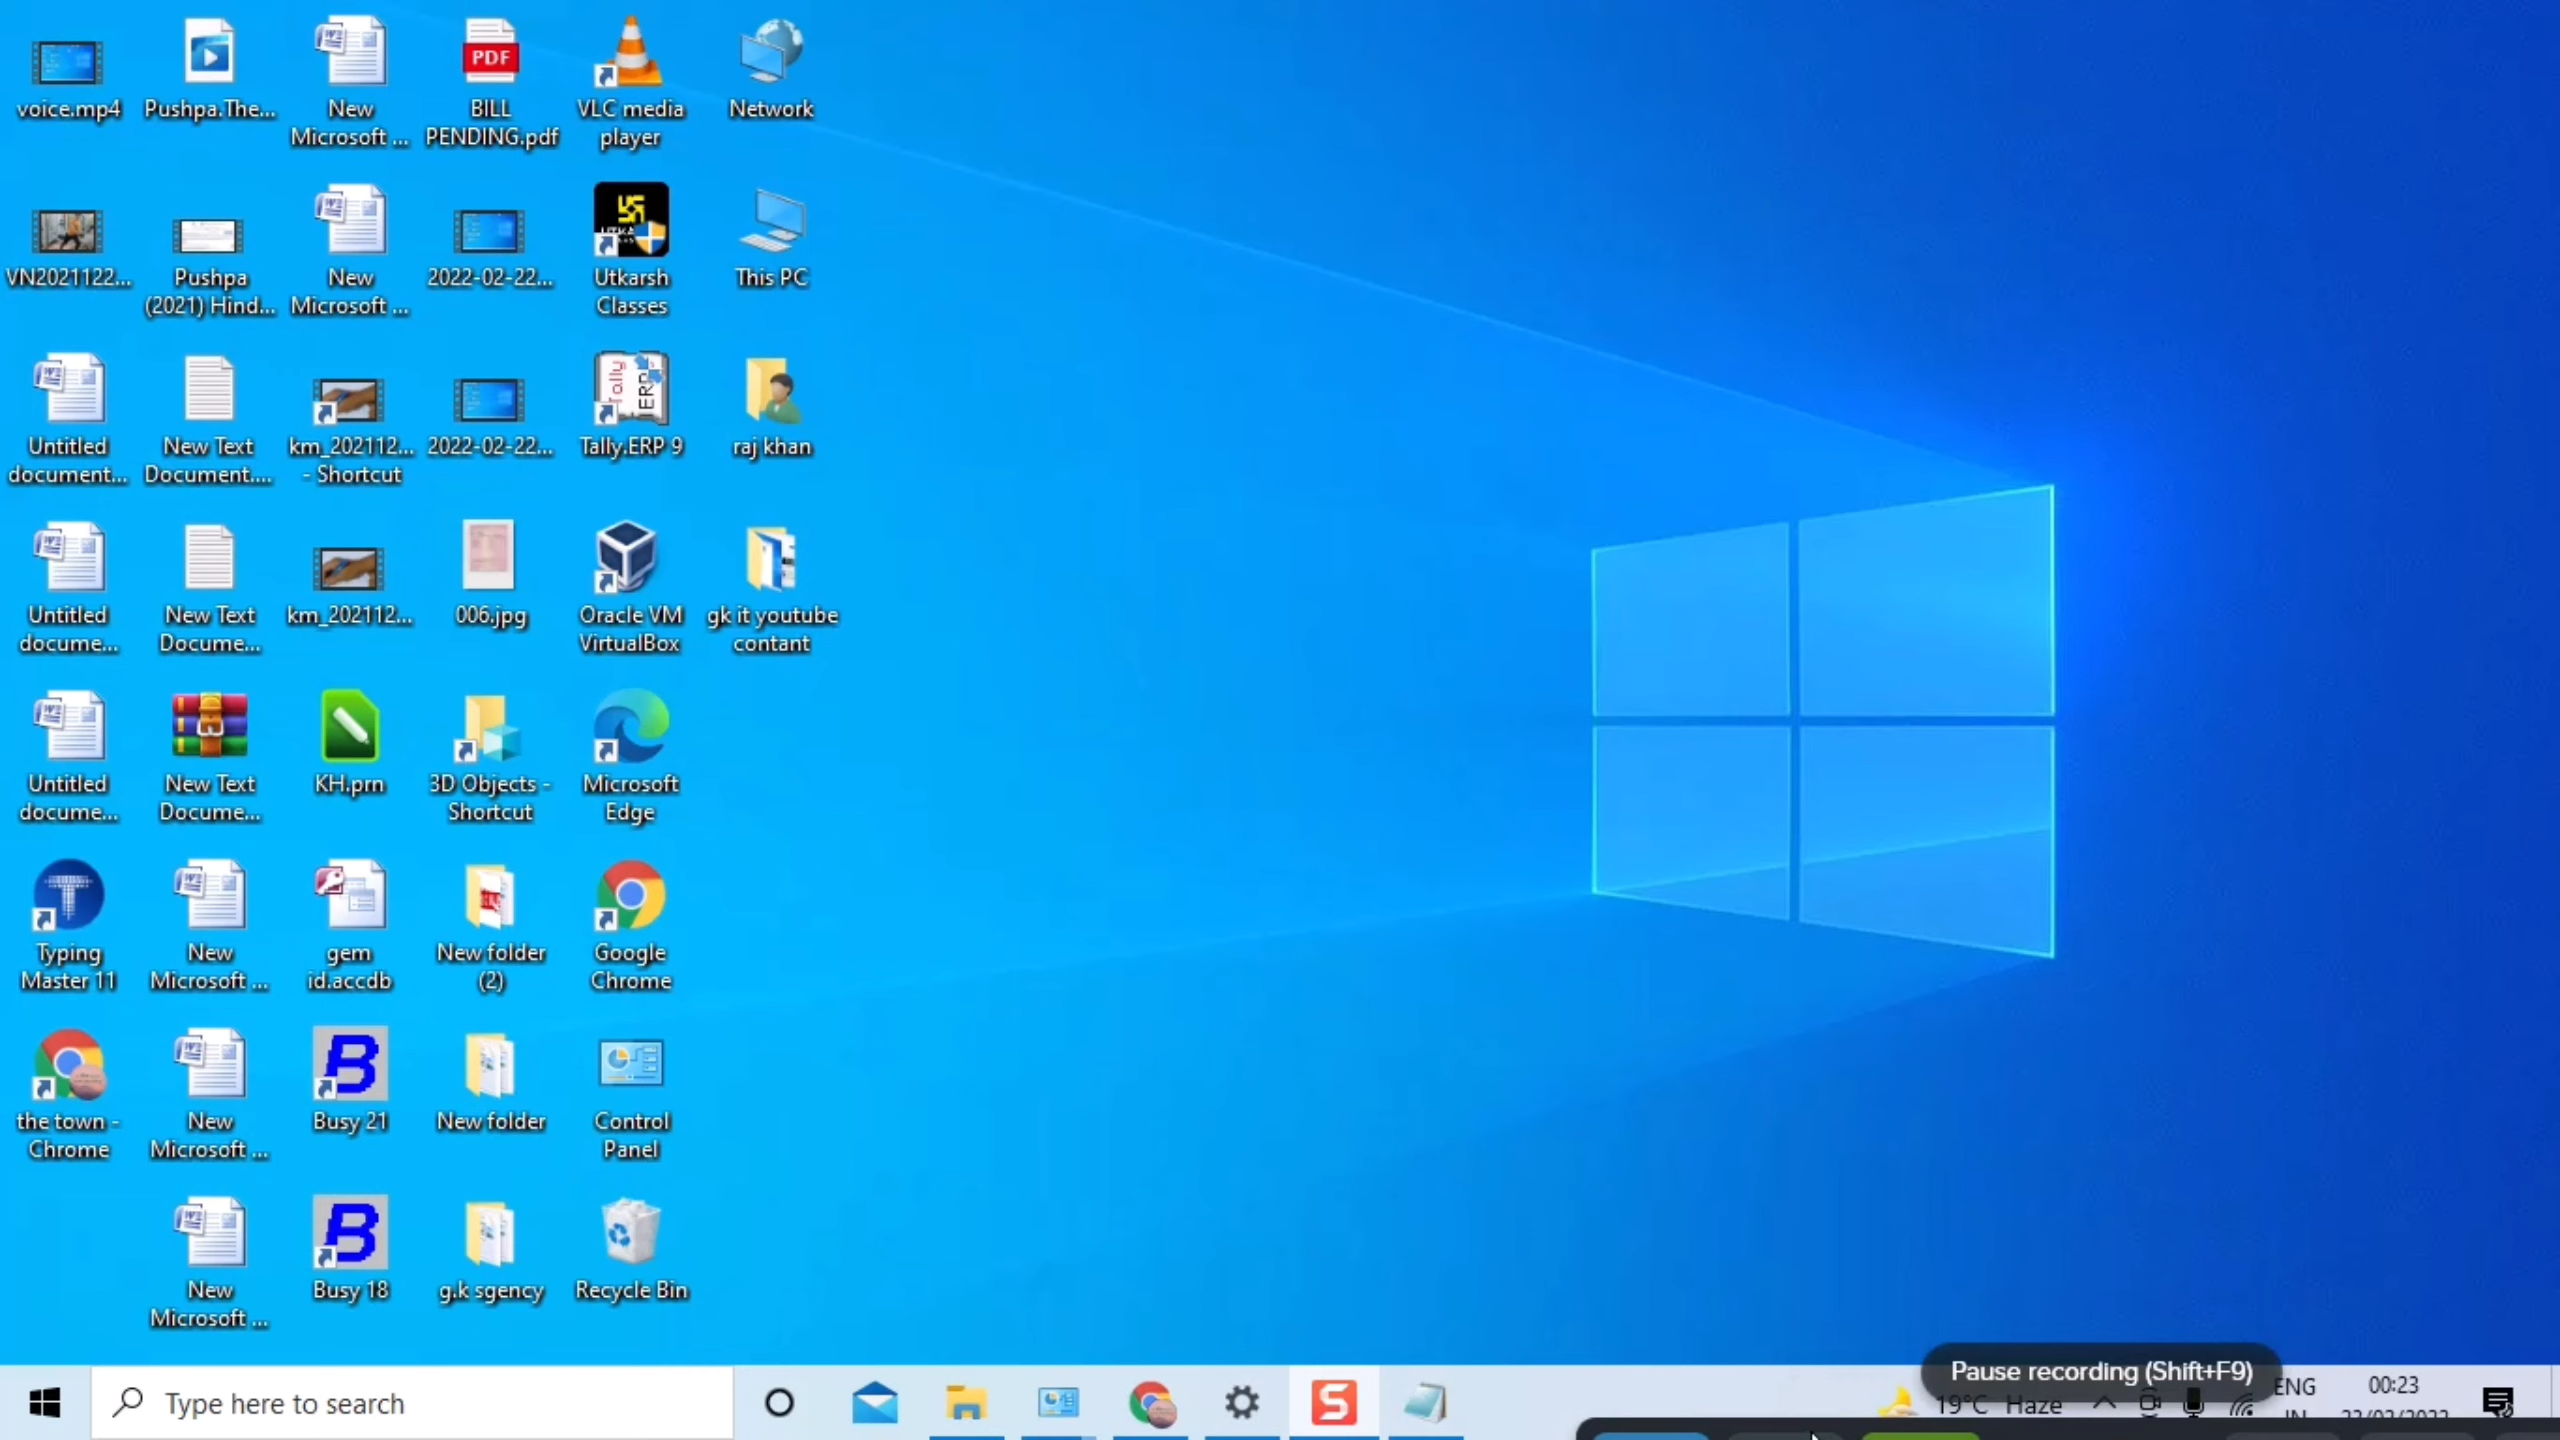 voice.mp4
Pushpa.The...
New
Microsoft ...
BILL
PENDING.pdf
PDF
VLC media
player
Network
VN2021122...
Pushpa
(2021) Hind...
New
Microsoft ...
2022-02-22...
Utkarsh
Classes
This PC
Untitled
document...
New Text
Document....
km_202112...
- Shortcut
2022-02-22...
Tally
ERP
Tally.ERP 9
raj khan
Untitled
docume...
New Text
Docume...
km_202112...
006.jpg
Oracle VM
VirtualBox
gk it youtube
contant
Untitled
docume...
New Text
Docume...
KH.prn
3D Objects -
Shortcut
Microsoft
Edge
Typing
Master 11
New
Microsoft ...
gem
id.accdb
New folder
(2)
Google
Chrome
the town -
Chrome
New
Microsoft ...
Busy 21
New folder
Control
Panel
New
Microsoft ...
Busy 18
g.k sgency
Recycle Bin
Type here to search
Pause recording (Shift+F9)
19°C Haze
ENG
00:23